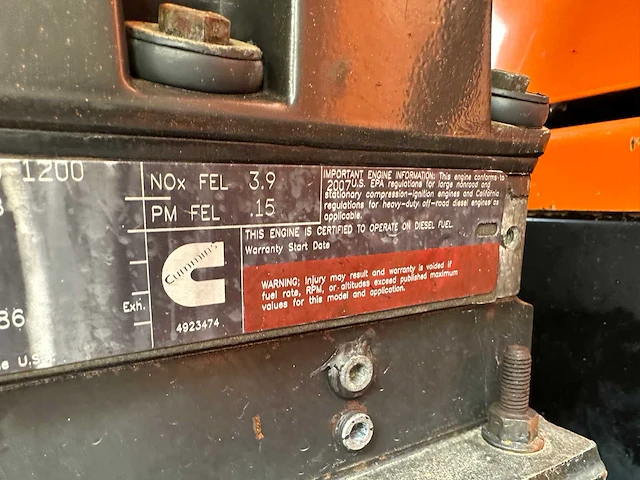 -1200
NOx FEL 3.9
PM FEL .15
IMPORTANT ENGINE INFORMATION: This engine conforms to
2007 U.S. EPA regulations for large nonroad and
stationary compression-ignition engines and California
regulations for heavy-duty off-road diesel engines as
applicable.
THIS ENGINE IS CERTIFIED TO OPERATE ON DIESEL FUEL.
Warranty Start Date
WARNING: Injury may result and warranty is voided if
fuel rate, RPM, or altitudes exceed published maximum
values for this model and application.
Cummins
Exh.
4923474
86
U.S.